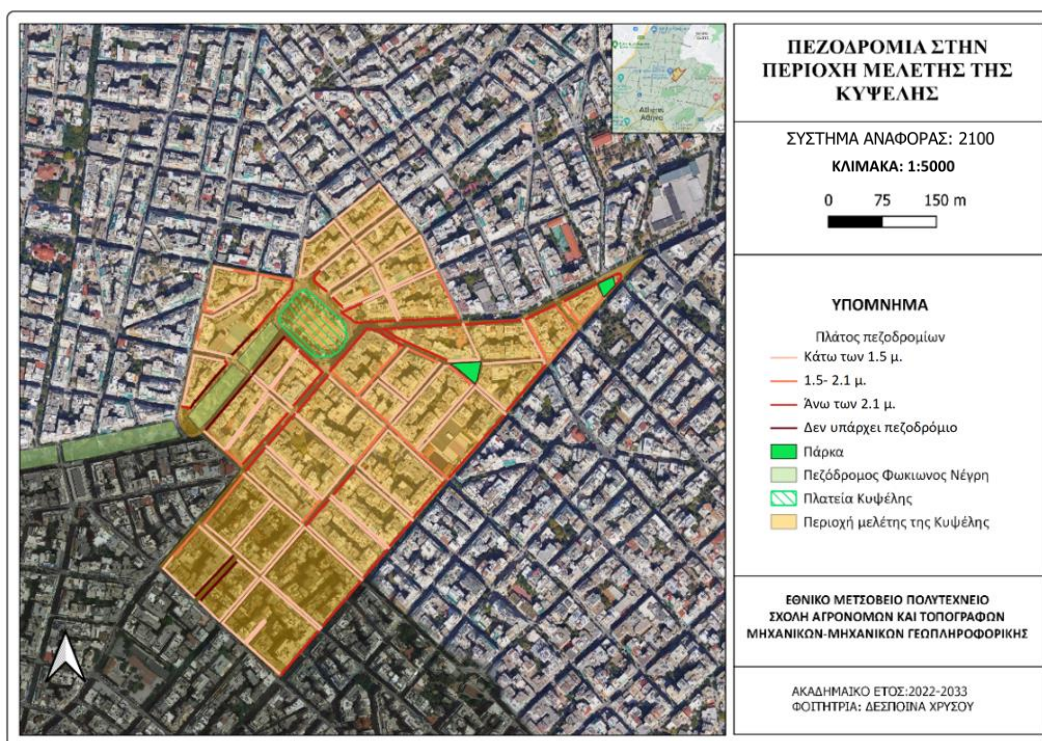 ΠΕΖΟΔΡΟΜΙΑ ΣΤΗΝ
ΠΕΡΙΟΧΗ ΜΕΛΕΤΗΣ ΤΗΣ
ΚΥΨΕΛΗΣ
ΣΥΣΤΗΜΑ ΑΝΑΦΟΡΑΣ: 2100
ΚΛΙΜΑΚΑ: 1:5000
0 75 150 m
ΥΠΟΜΝΗΜΑ
Πλάτος πεζοδρομίων
Κάτω των 1.5 μ.
1.5- 2.1 μ.
Άνω των 2.1 μ.
Δεν υπάρχει πεζοδρόμιο
Πάρκα
Πεζόδρομος Φωκιωνος Νέγρη
Πλατεία Κυψέλης
Περιοχή μελέτης της Κυψέλης
ΕΘΝΙΚΟ ΜΕΤΣΟΒΕΙΟ ΠΟΛΥΤΕΧΝΕΙΟ
ΣΧΟΛΗ ΑΓΡΟΝΟΜΩΝ ΚΑΙ ΤΟΠΟΓΡΑΦΩΝ
ΜΗΧΑΝΙΚΩΝ-ΜΗΧΑΝΙΚΩΝ ΓΕΩΠΛΗΡΟΦΟΡΙΚΗΣ
ΑΚΑΔΗΜΑΙΚΟ ΕΤΟΣ:2022-2033
ΦΟΙΤΗΤΡΙΑ: ΔΕΣΠΟΙΝΑ ΧΡΥΣΟΥ
Athens
Αθήνα